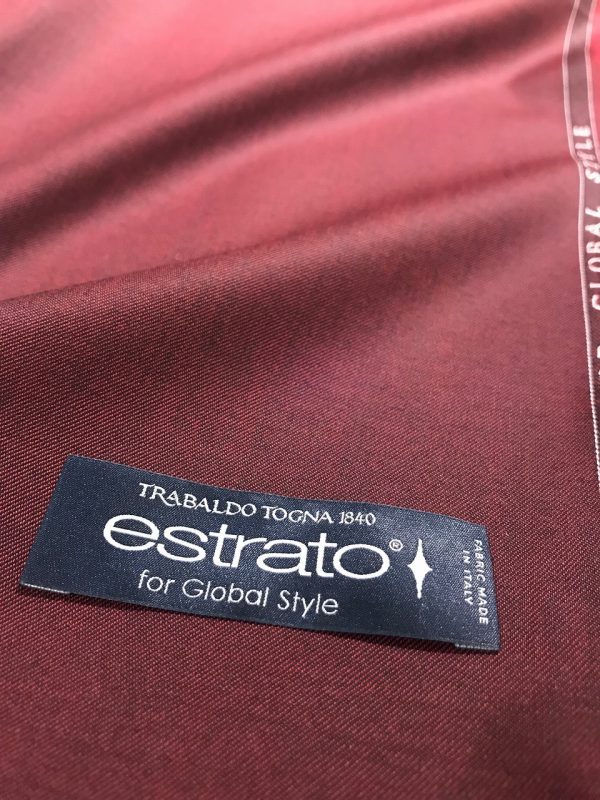 TRABALDO TOGNA 1840
estrato®
for Global Style
FABRIC MADE
IN ITALY
GLOBAL STYLE